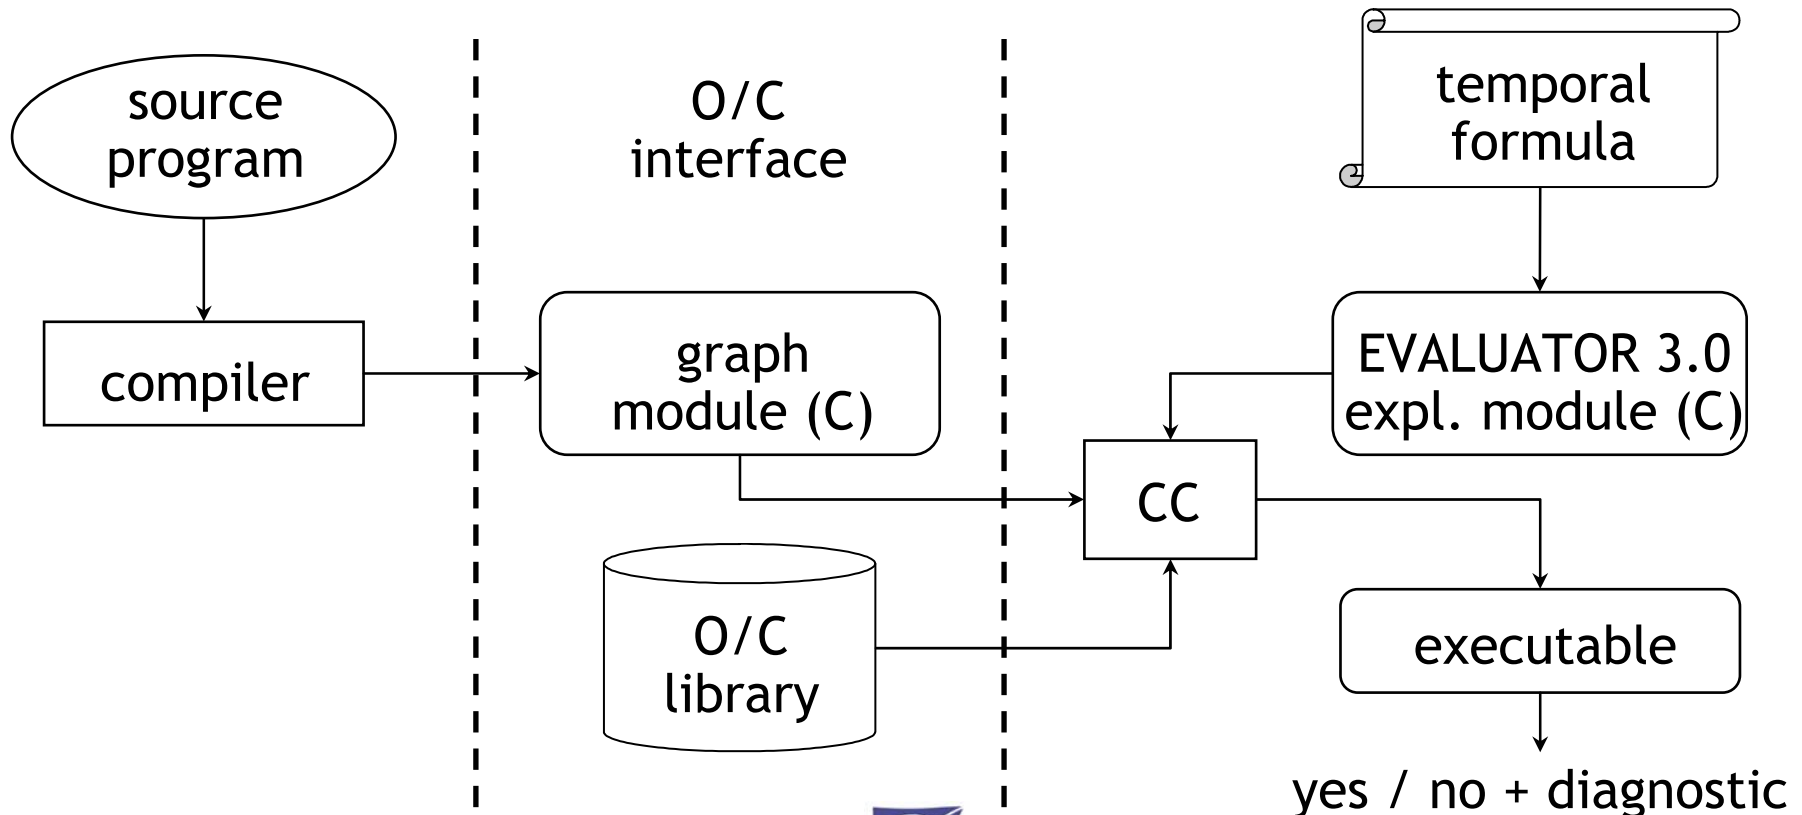 source
program
compiler
O/C
interface
graph
module (C)
O/C
library
temporal
formula
EVALUATOR 3.0
expl. module (C)
CC
executable
yes / no + diagnostic